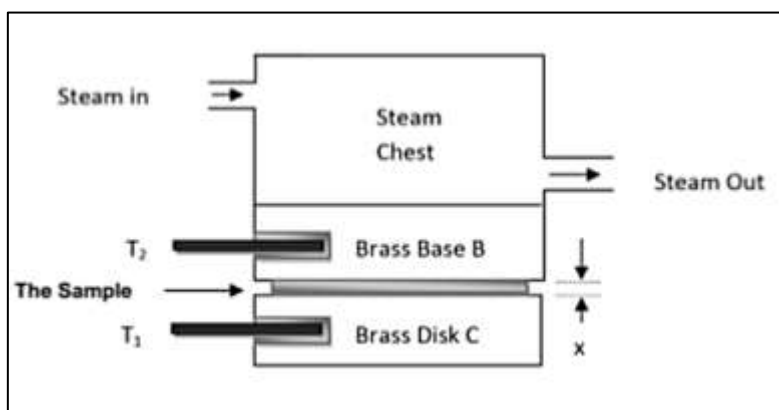 Steam in
Steam
Chest
Steam Out
T₂
Brass Base B
The Sample
T₁
Brass Disk C
x